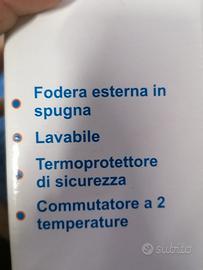 Fodera esterna in
spugna
Lavabile
Termoprotettore
di sicurezza
Commutatore a 2
temperature
subito